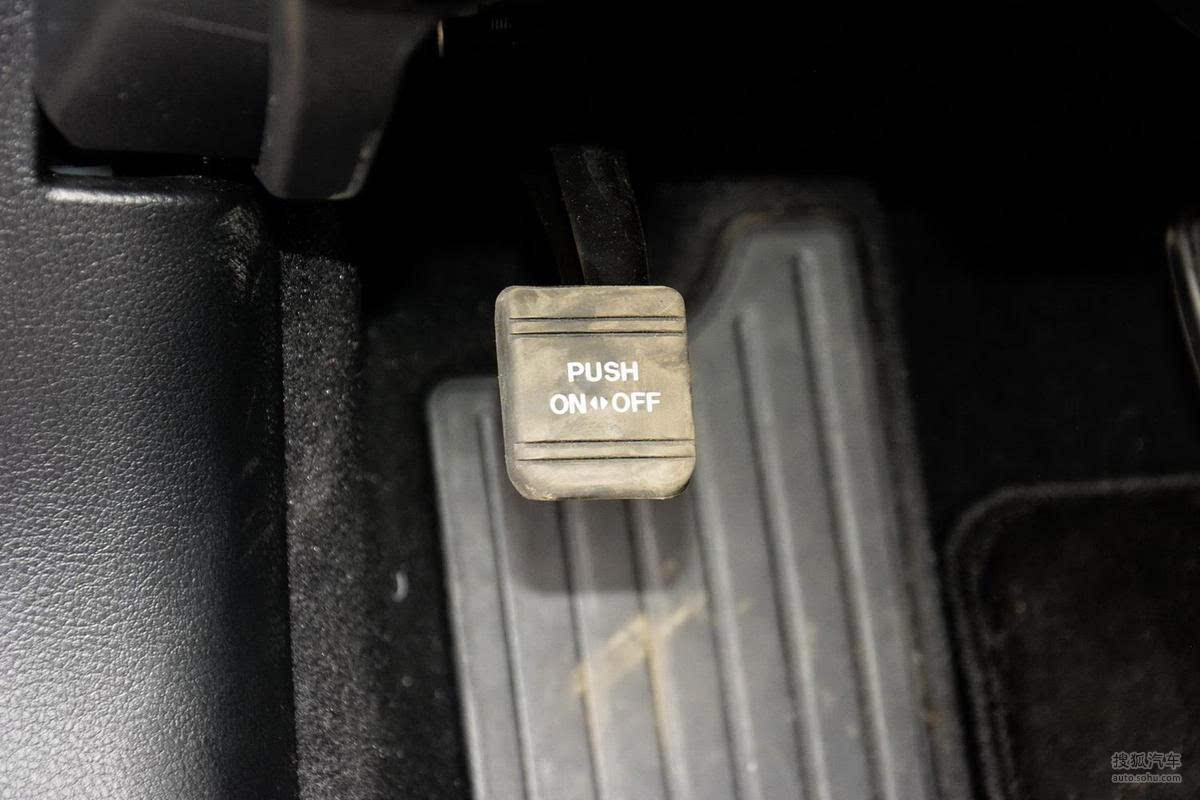 PUSH
ON◂▸OFF
搜狐汽车
auto.sohu.com